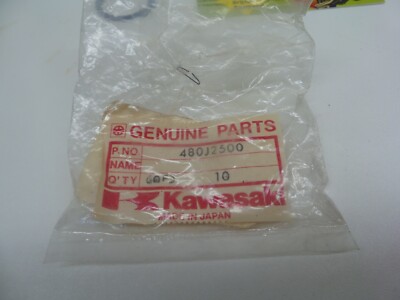 GENUINE PARTS
P.NO 480J2500
NAME
Q'TY 10
Kawasaki
MADE IN JAPAN